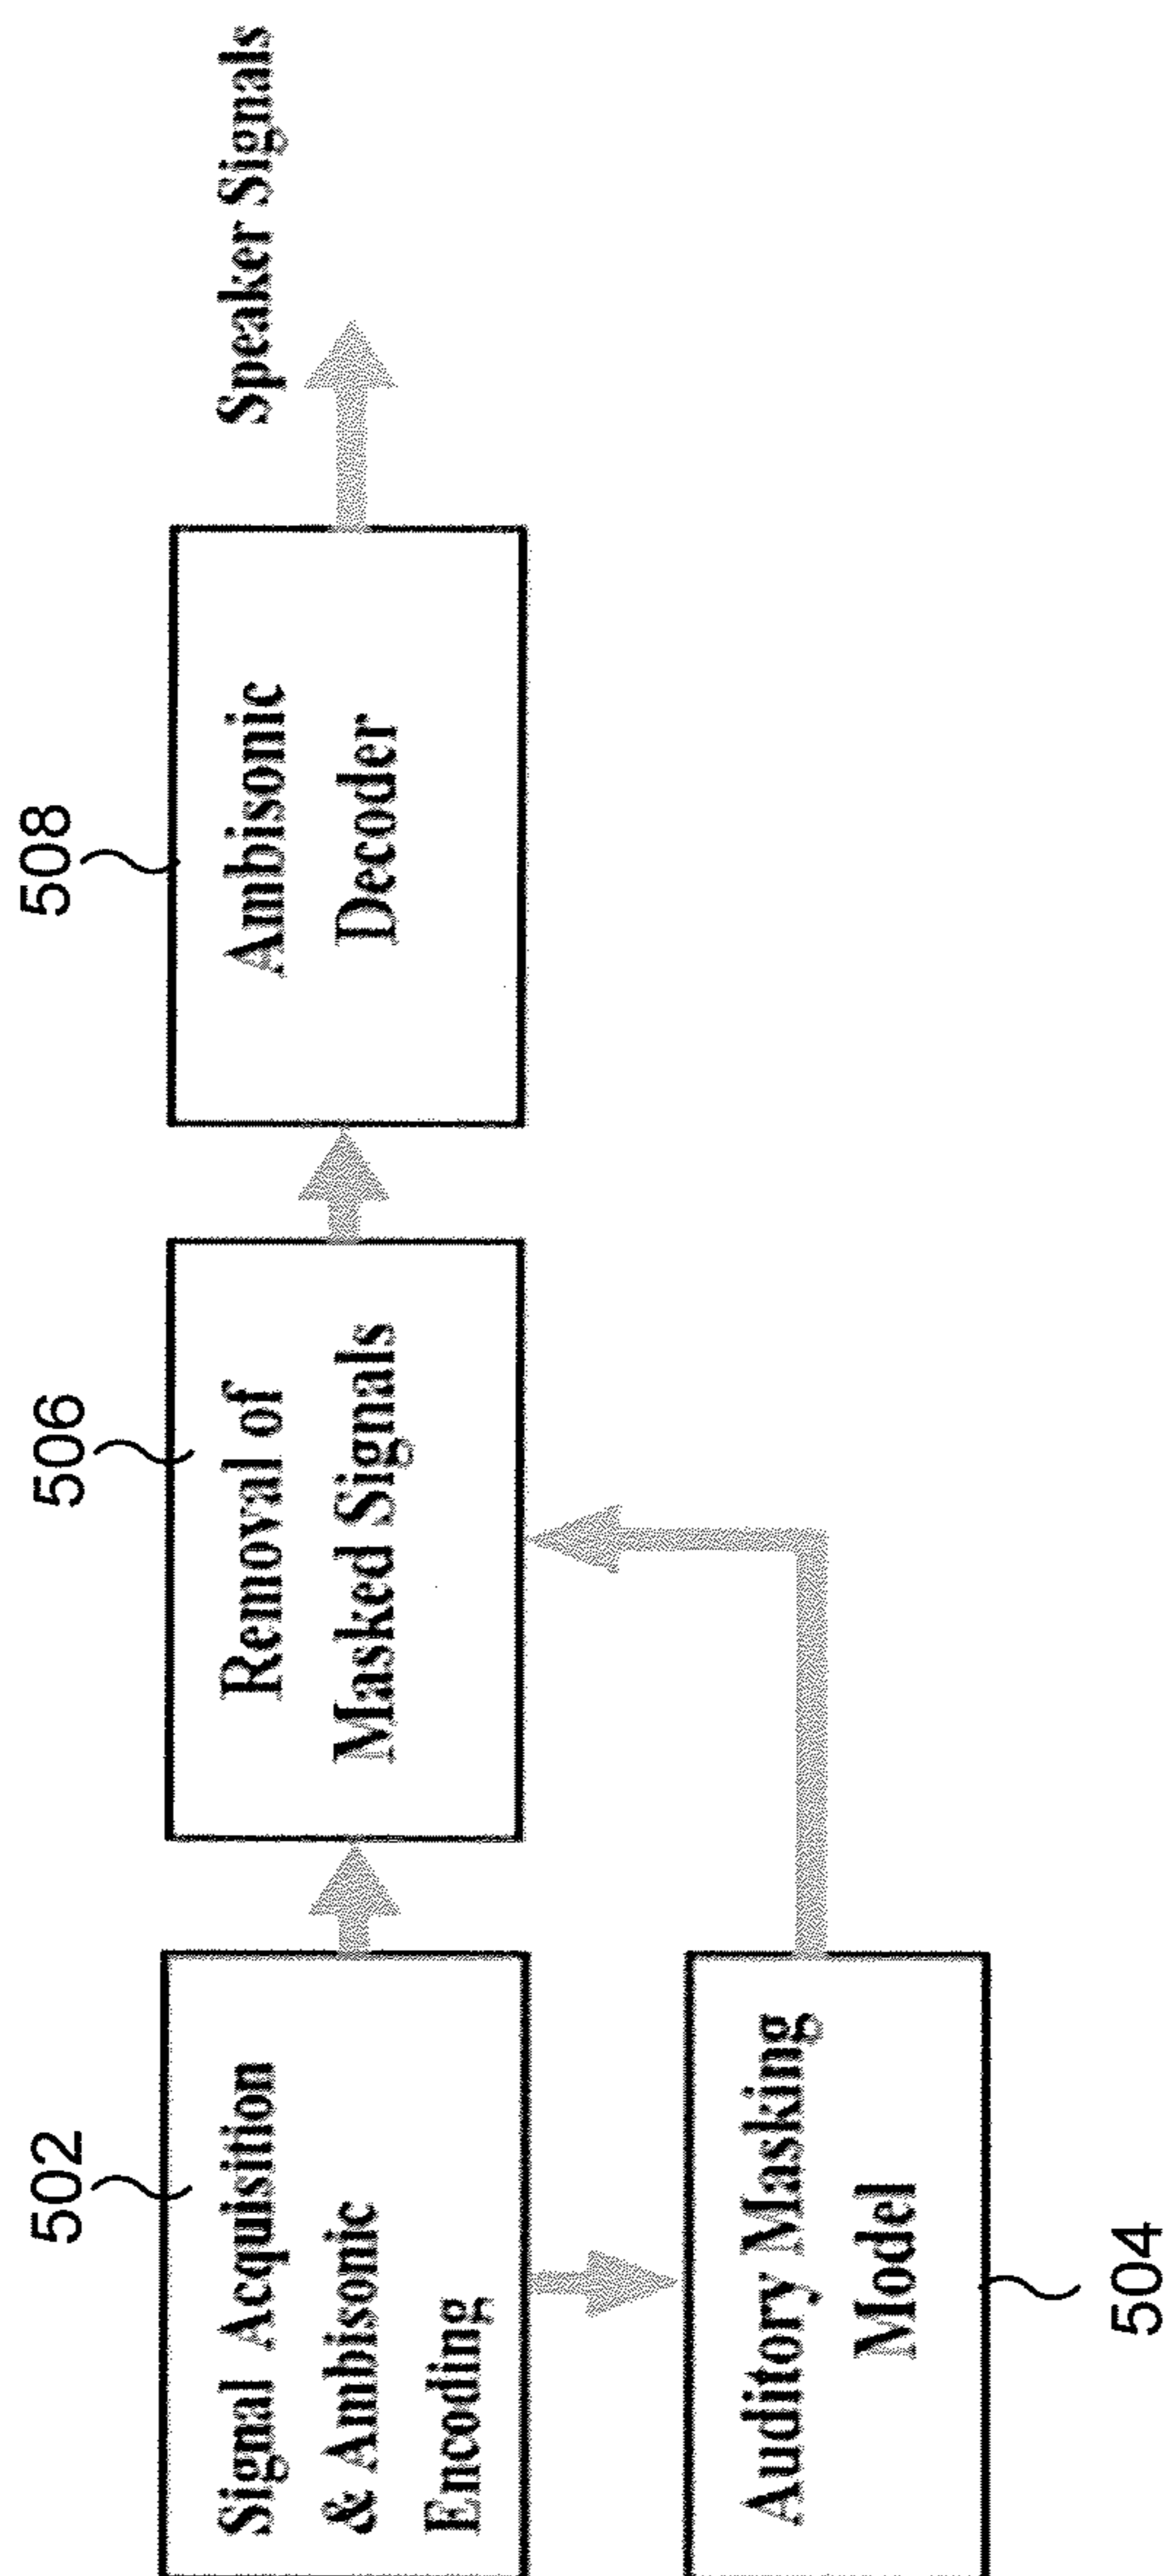 502
Signal Acquisition
& Ambisonic
Encoding
504
Auditory Masking
Model
506
Removal of
Masked Signals
508
Ambisonic
Decoder
Speaker Signals